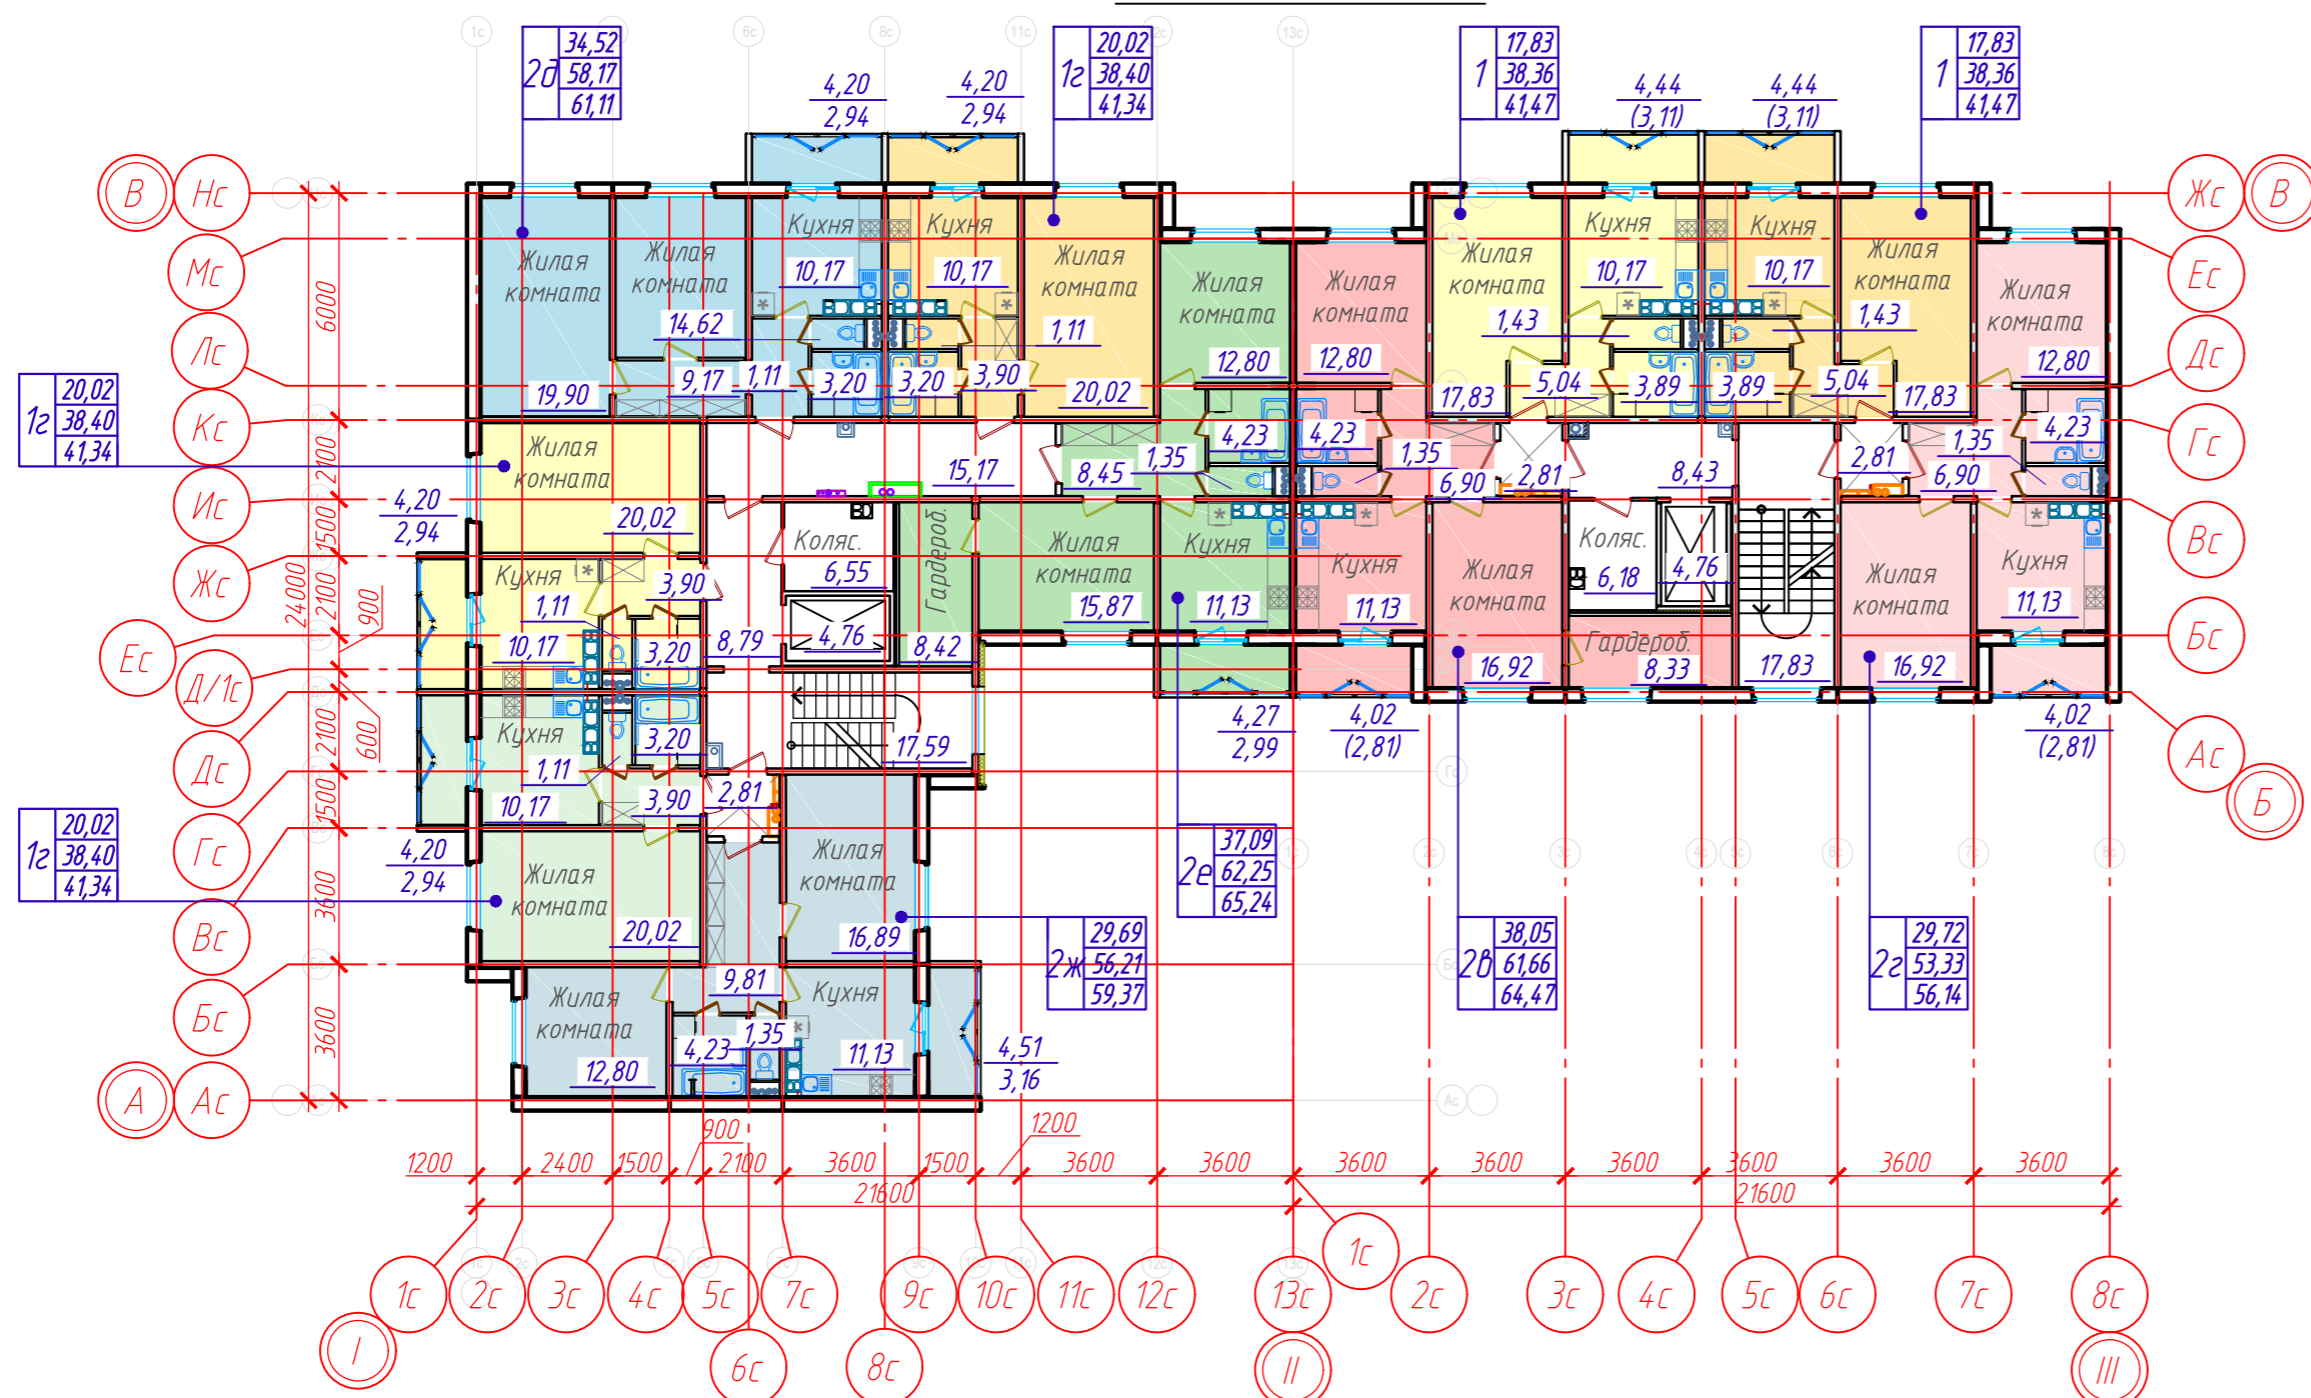 2д
34,52
58,17
61,11
4,20
2,94
4,20
2,94
1г
20,02
38,40
41,34
1
17,83
38,36
41,47
4,44
(3,11)
4,44
(3,11)
1
17,83
38,36
41,47
В
Нс
Мс
Лс
Кс
Ис
Жс
Ес
Д/1с
Дс
Гс
Вс
Бс
А
Ас
Жс
В
Ес
Дс
Гс
Вс
Бс
Ас
Б
6000
2100
1500
2100
900
24000
600
2100
1500
3600
3600
1г
20,02
38,40
41,34
4,20
2,94
1г
20,02
38,40
41,34
4,20
2,94
Жилая
комната
19,90
Жилая
комната
14,62
9,17
Кухня
10,17
1,11
3,20
Кухня
10,17
1,11
3,20
3,90
Жилая
комната
20,02
Жилая
комната
12,80
4,23
1,35
8,45
Жилая
комната
12,80
4,23
1,35
6,90
Жилая
комната
1,43
17,83
Кухня
10,17
5,04
3,89
Кухня
10,17
3,89
Жилая
комната
1,43
5,04
17,83
Жилая
комната
12,80
4,23
1,35
6,90
2,81
8,43
2,81
15,17
Жилая
комната
20,02
Кухня
1,11
3,90
10,17
3,20
Коляс.
6,55
4,76
8,79
Гардероб.
8,42
Жилая
комната
15,87
Кухня
11,13
Кухня
11,13
Жилая
комната
16,92
Коляс.
6,18
4,76
Гардероб.
8,33
17,83
Жилая
комната
16,92
Кухня
11,13
4,27
2,99
4,02
(2,81)
4,02
(2,81)
Кухня
3,20
1,11
10,17
3,90
17,59
2,81
Жилая
комната
20,02
Жилая
комната
16,89
9,81
Жилая
комната
12,80
4,23
1,35
Кухня
11,13
4,51
3,16
2ж
29,69
56,21
59,37
2е
37,09
62,25
65,24
2в
38,05
61,66
64,47
2г
29,72
53,33
56,14
1200
2400
1500
900
2100
3600
1500
1200
3600
3600
3600
3600
3600
3600
3600
3600
21600
21600
1с
2с
3с
4с
5с
7с
9с
10с
11с
12с
13с
1с
2с
3с
4с
5с
6с
7с
8с
I
6с
8с
II
III